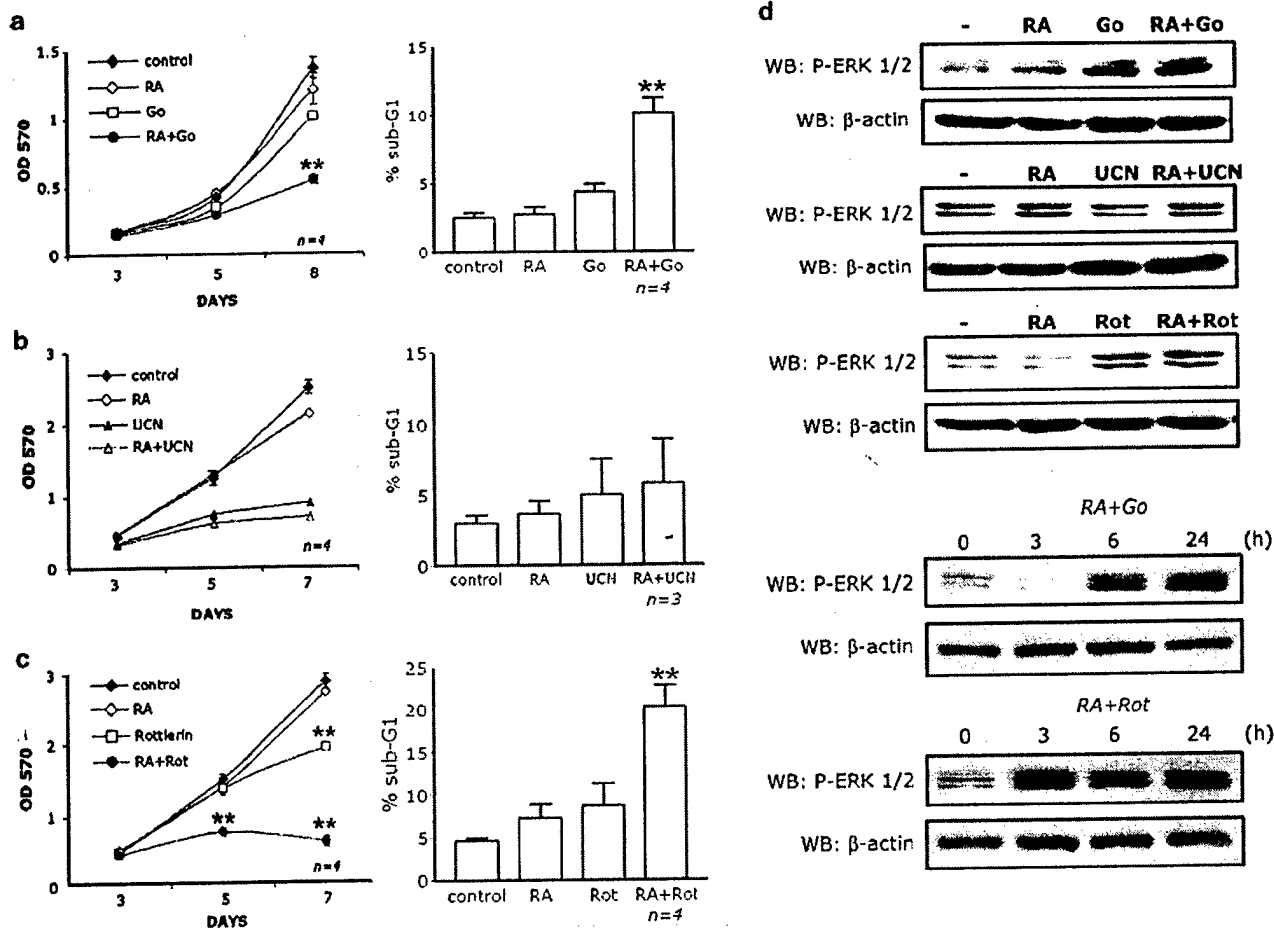 a
1.5
1
0.5
0
OD 570
control
RA
Go
RA+Go
**
n=4
3 5 8
DAYS
15
10
5
0
% sub-G1
**
control RA Go RA+Go
n=4
b
3
2
1
0
OD 570
control
RA
UCN
RA+UCN
n=4
3 5 7
DAYS
15
10
5
0
% sub-G1
control RA UCN RA+UCN
n=3
c
3
2
1
0
OD 570
control
RA
Rottlerin
RA+Rot
**
**
**
n=4
3 5 7
DAYS
25
20
15
10
5
0
% sub-G1
**
control RA Rot RA+Rot
n=4
d
- RA Go RA+Go
WB: P-ERK 1/2
WB: β-actin
- RA UCN RA+UCN
WB: P-ERK 1/2
WB: β-actin
- RA Rot RA+Rot
WB: P-ERK 1/2
WB: β-actin
RA+Go
0 3 6 24 (h)
WB: P-ERK 1/2
WB: β-actin
RA+Rot
0 3 6 24 (h)
WB: P-ERK 1/2
WB: β-actin